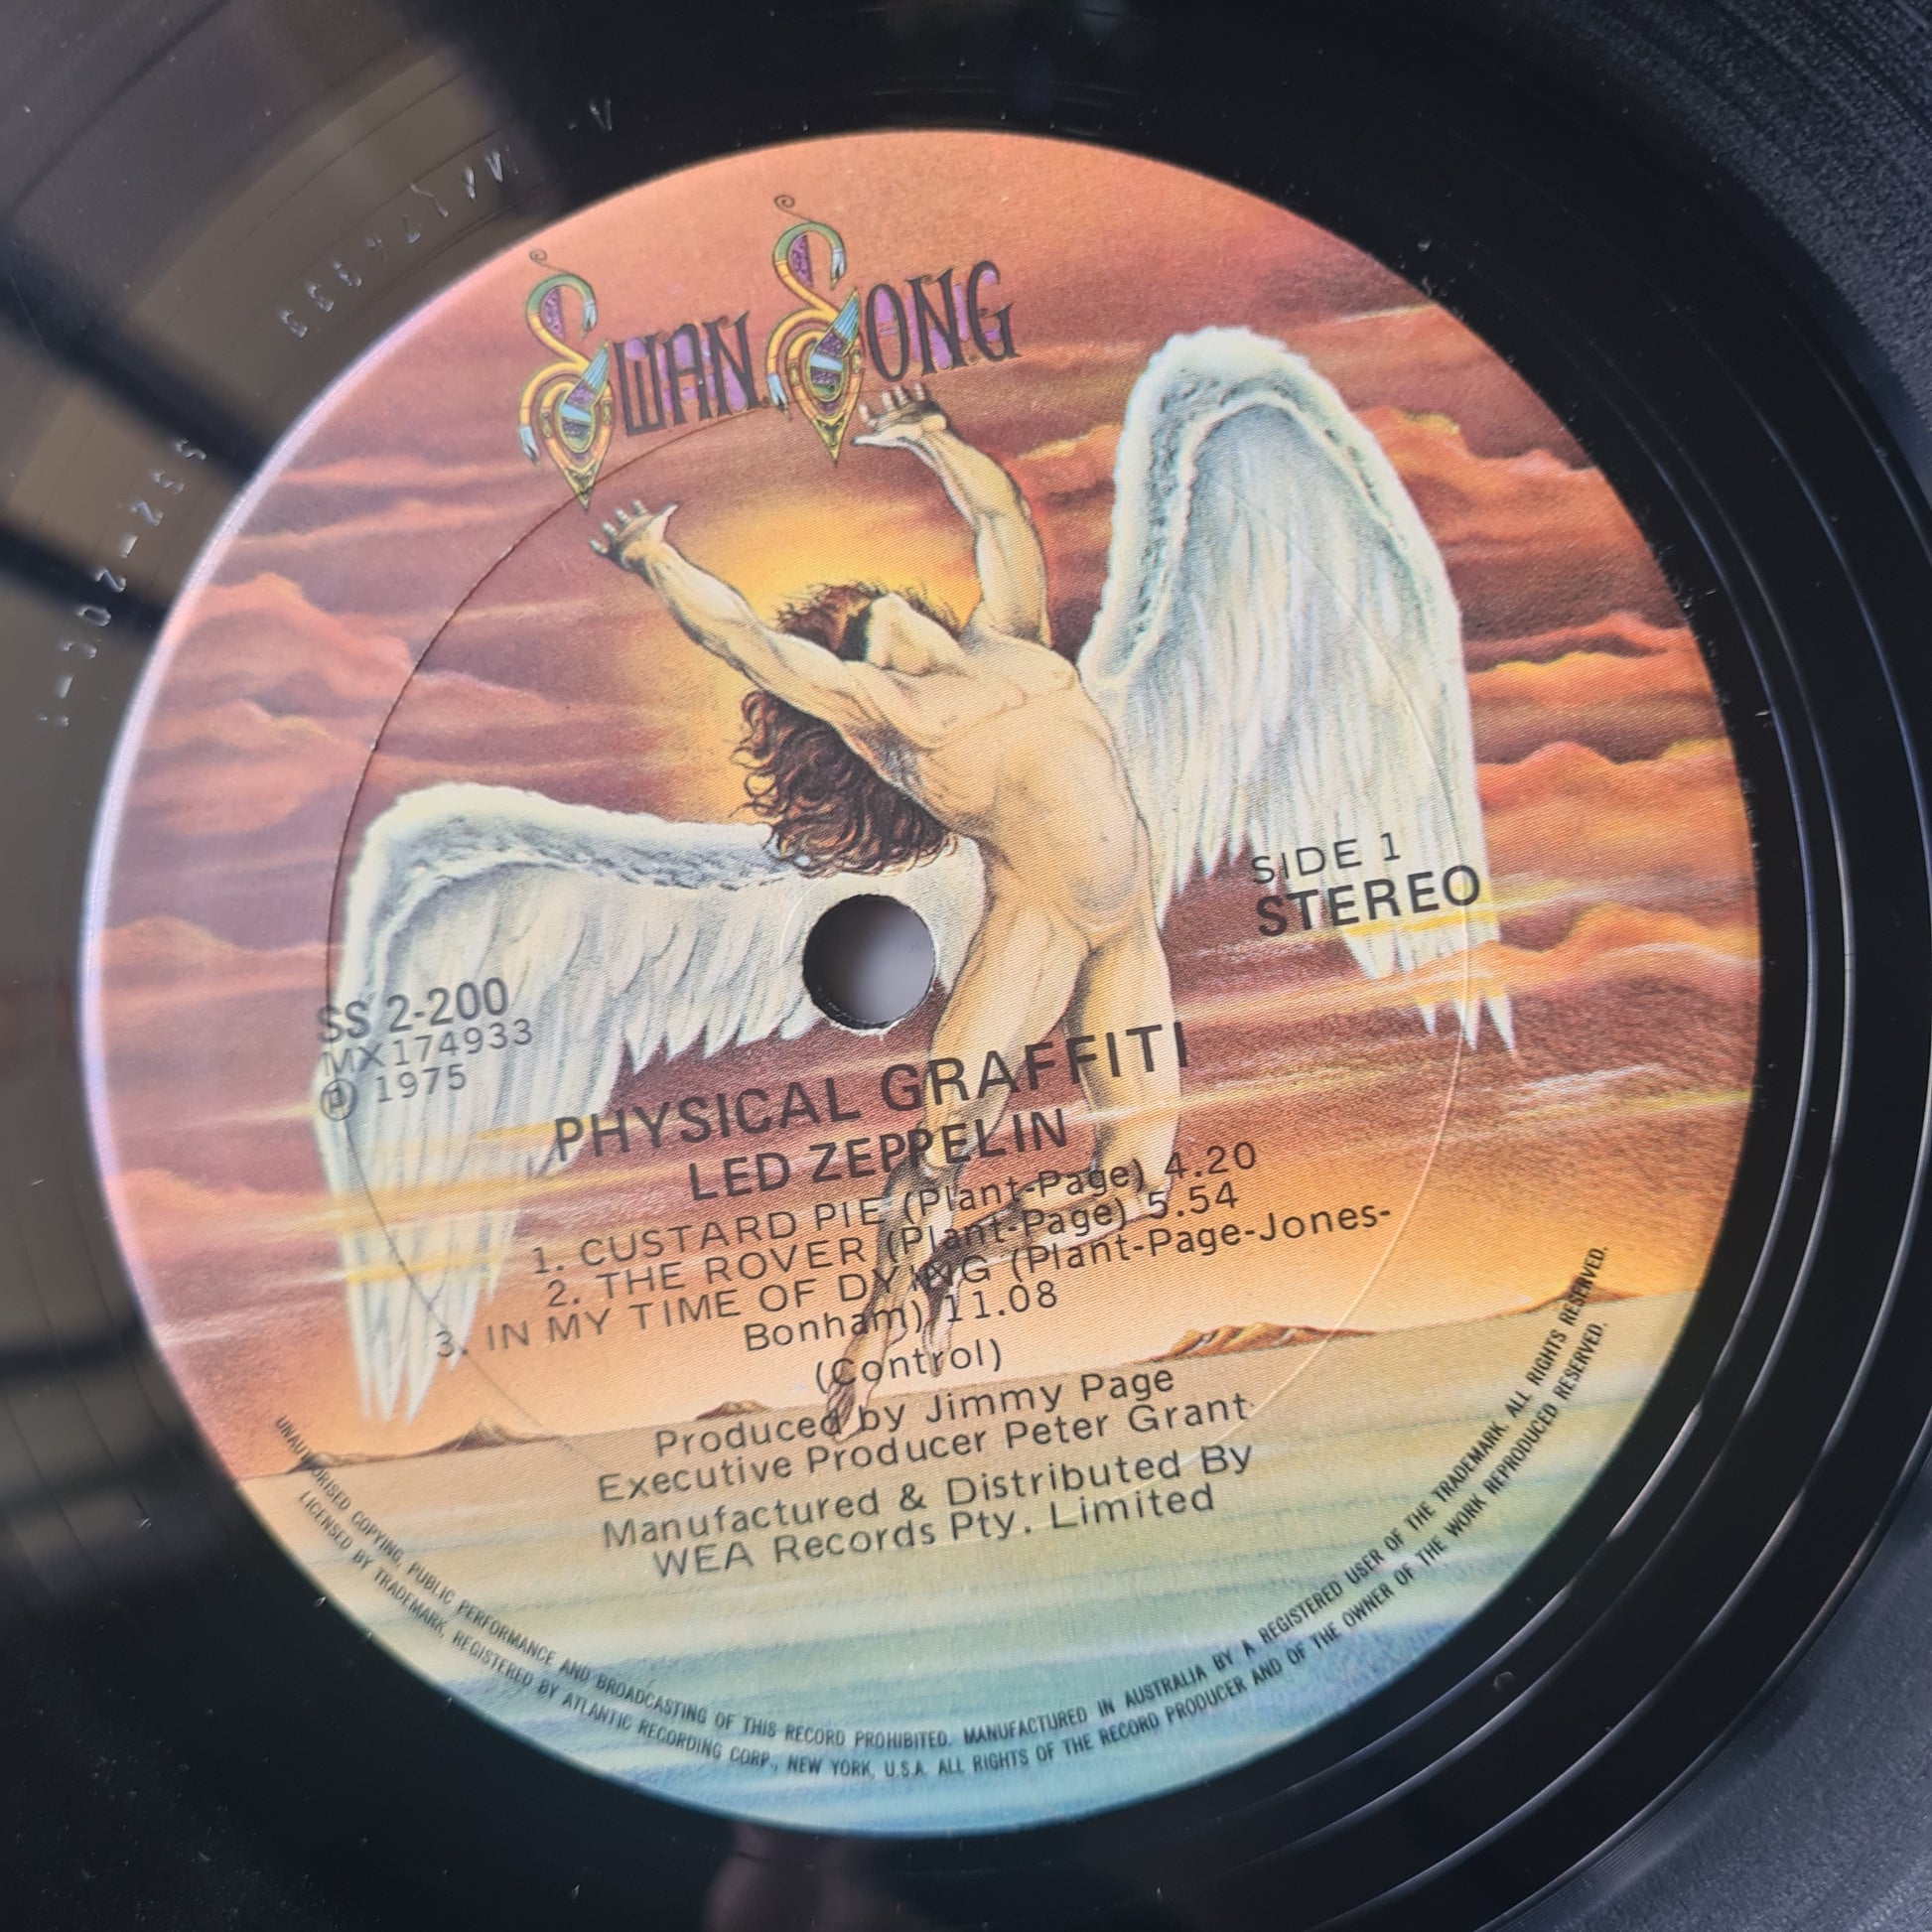 SWAN SONG
SIDE 1
STEREO
SS 2-200
MX174933
Ⓟ 1975
PHYSICAL GRAFFITI
LED ZEPPELIN
1. CUSTARD PIE (Plant-Page) 4.20
2. THE ROVER (Plant-Page) 5.54
3. IN MY TIME OF DYING (Plant-Page-Jones-
Bonham) 11.08
(Control)
Produced by Jimmy Page
Executive Producer Peter Grant
Manufactured & Distributed By
WEA Records Pty. Limited
UNAUTHORISED COPYING, PUBLIC PERFORMANCE AND BROADCASTING OF THIS RECORD PROHIBITED. MANUFACTURED IN AUSTRALIA BY A REGISTERED USER OF THE TRADEMARK. ALL RIGHTS RESERVED.
LICENSED BY TRADEMARK, REGISTERED BY ATLANTIC RECORDING CORP., NEW YORK, U.S.A. ALL RIGHTS OF THE RECORD PRODUCER AND OF THE OWNER OF THE WORK REPRODUCED RESERVED.